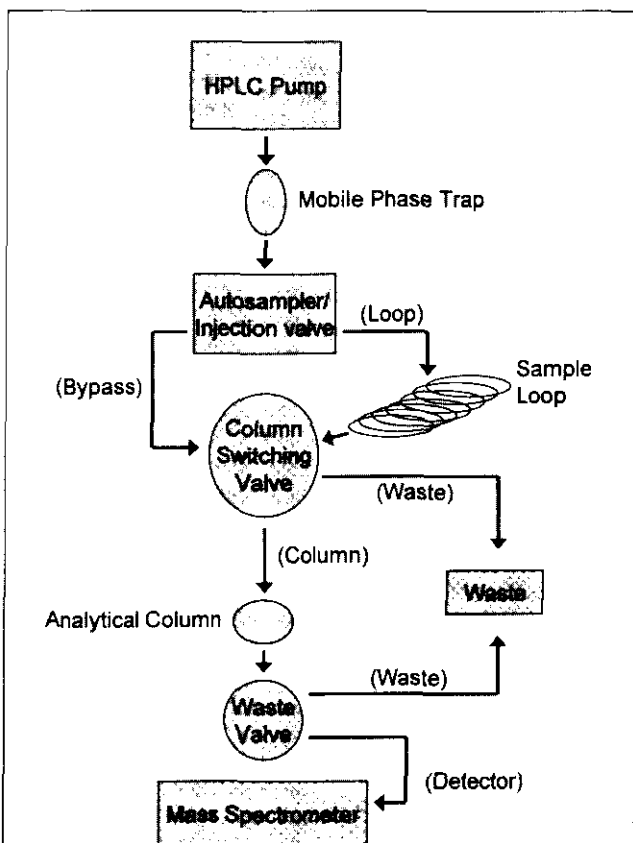 HPLC Pump
Mobile Phase Trap
Autosampler/
Injection valve
(Loop)
(Bypass)
Sample
Loop
Column
Switching
Valve
(Waste)
(Column)
Waste
Analytical Column
(Waste)
Waste
Valve
(Detector)
Mass Spectrometer